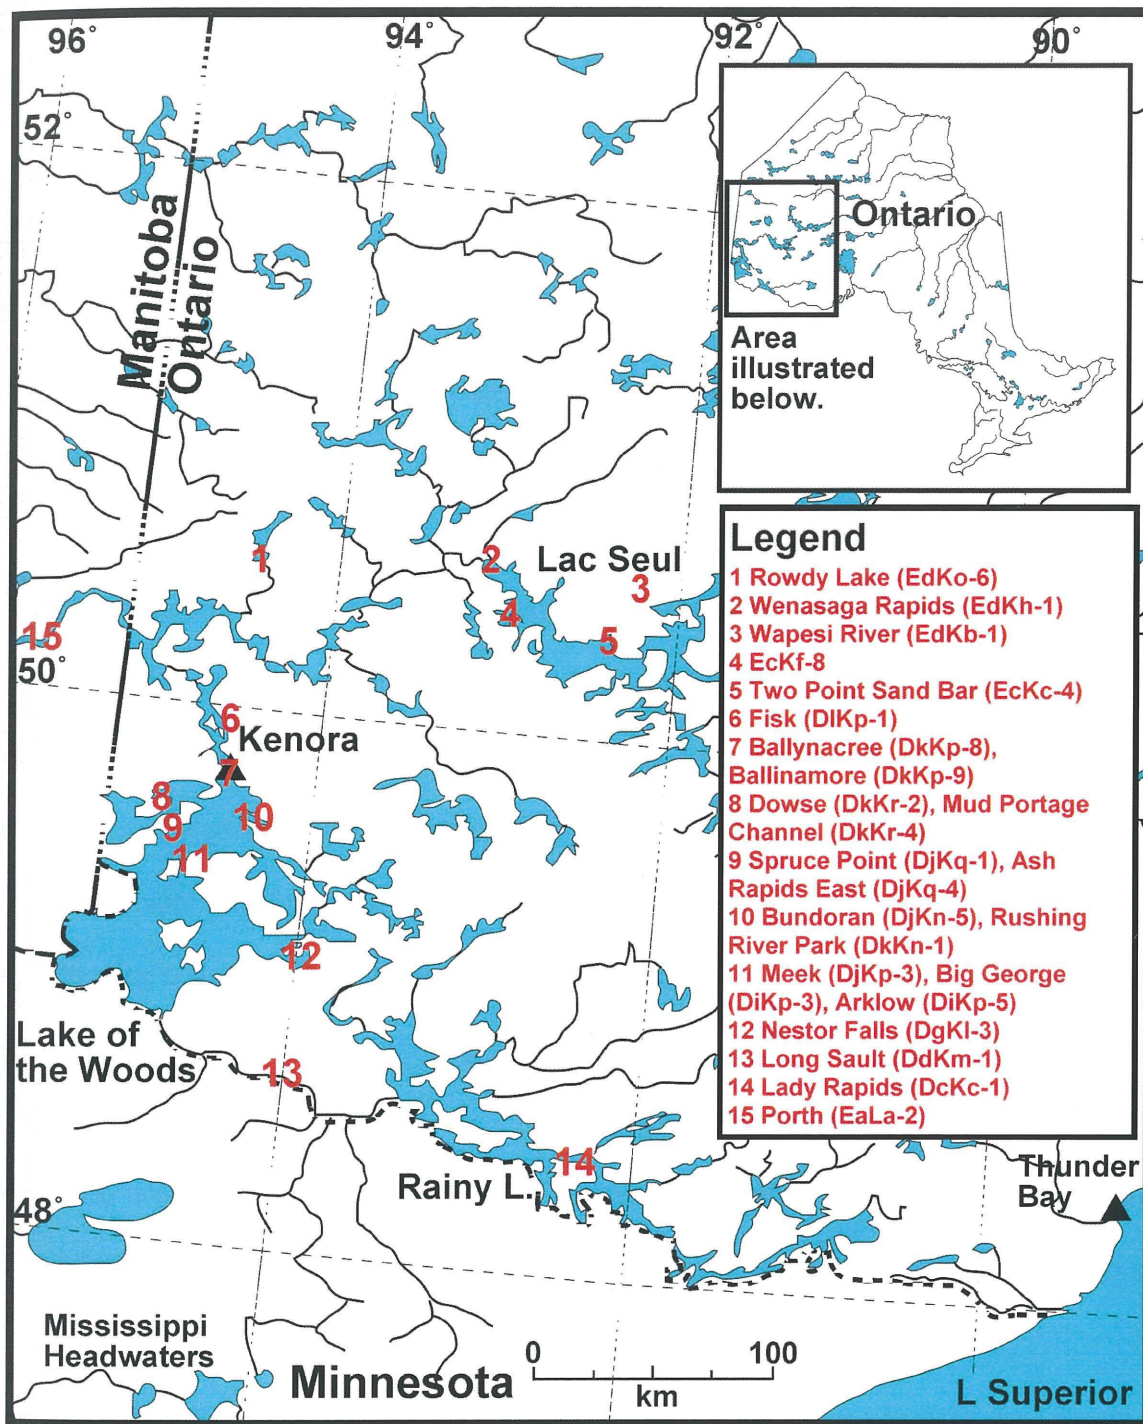 96°
94°
92°
90°
52°
Manitoba
Ontario
Ontario
Area
illustrated
below.
Legend
1 Rowdy Lake (EdKo-6)
2 Wenasaga Rapids (EdKh-1)
3 Wapesi River (EdKb-1)
4 EcKf-8
5 Two Point Sand Bar (EcKc-4)
6 Fisk (DlKp-1)
7 Ballynacree (DkKp-8),
Ballinamore (DkKp-9)
8 Dowse (DkKr-2), Mud Portage
Channel (DkKr-4)
9 Spruce Point (DjKq-1), Ash
Rapids East (DjKq-4)
10 Bundoran (DjKn-5), Rushing
River Park (DkKn-1)
11 Meek (DjKp-3), Big George
(DiKp-3), Arklow (DiKp-5)
12 Nestor Falls (DgKl-3)
13 Long Sault (DdKm-1)
14 Lady Rapids (DcKc-1)
15 Porth (EaLa-2)
1
2
Lac Seul
3
4
5
15
50°
6
Kenora
7
8
9
10
11
12
Lake of
the Woods
13
14
Rainy L.
Thunder
Bay
48°
Mississippi
Headwaters
Minnesota
0
100
km
L Superior